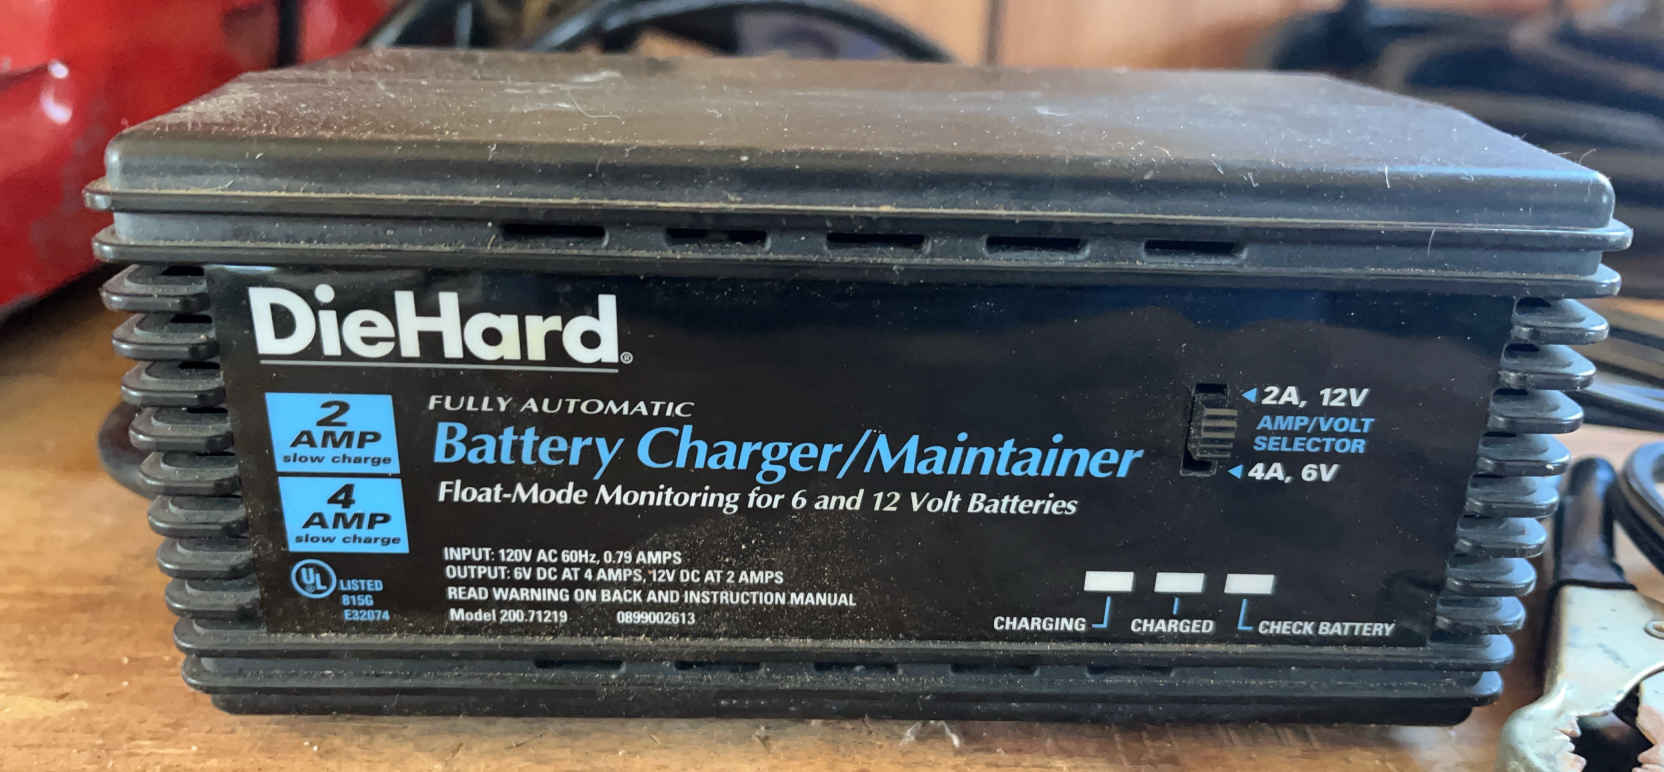 DieHard®
2
AMP
slow charge
4
AMP
slow charge
UL
LISTED
815G
E32074
FULLY AUTOMATIC
Battery Charger/Maintainer
Float-Mode Monitoring for 6 and 12 Volt Batteries
INPUT: 120V AC 60Hz, 0.79 AMPS
OUTPUT: 6V DC AT 4 AMPS, 12V DC AT 2 AMPS
READ WARNING ON BACK AND INSTRUCTION MANUAL
Model 200.71219 0899002613
2A, 12V
AMP/VOLT
SELECTOR
4A, 6V
CHARGING CHARGED CHECK BATTERY